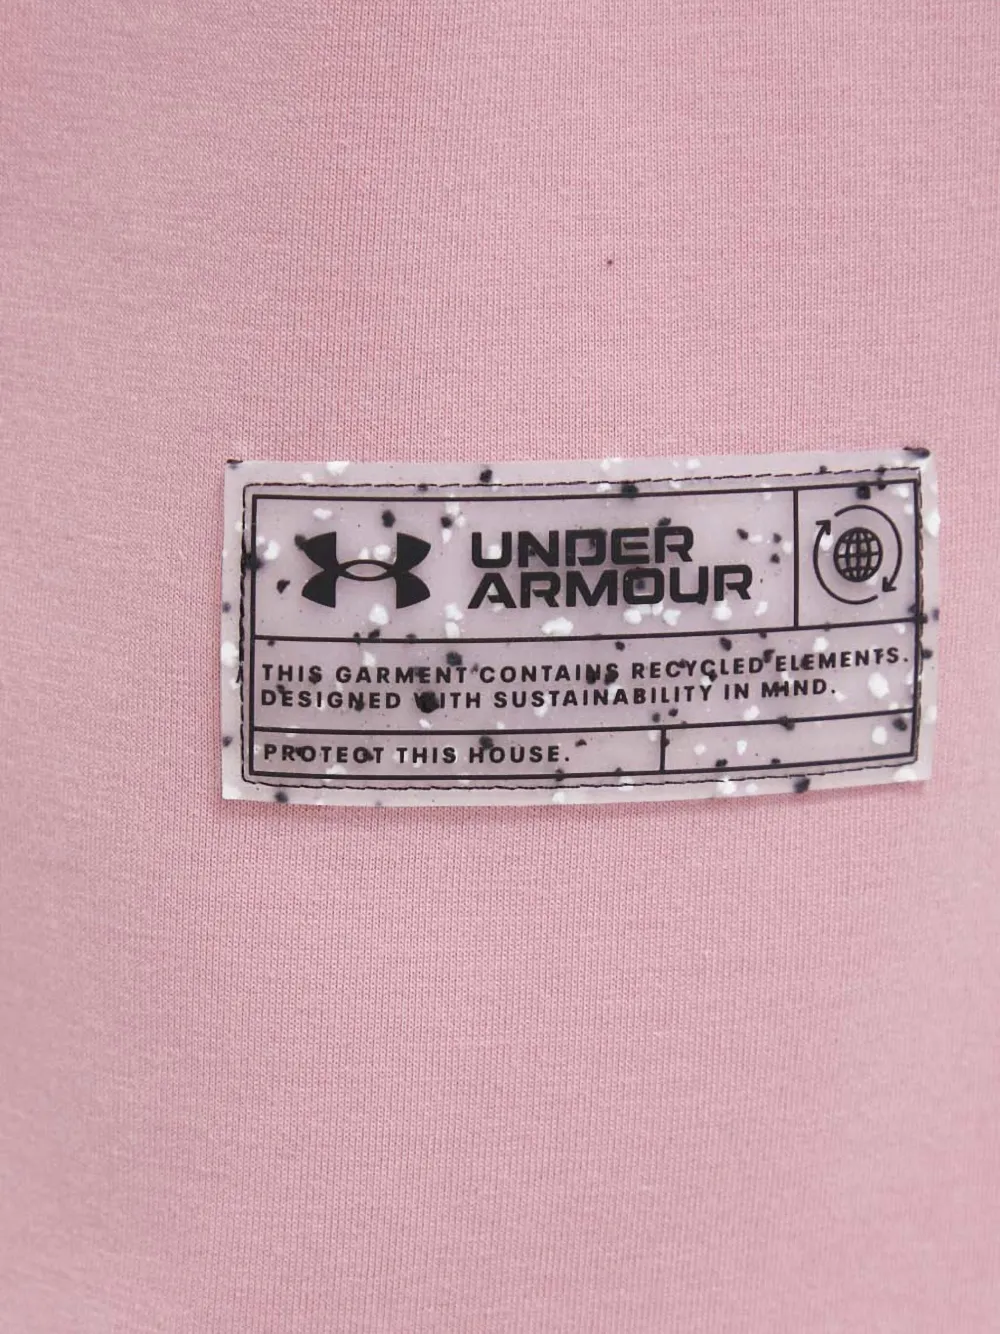 UNDER
ARMOUR
THIS GARMENT CONTAINS RECYCLED ELEMENTS.
DESIGNED WITH SUSTAINABILITY IN MIND.
PROTECT THIS HOUSE.